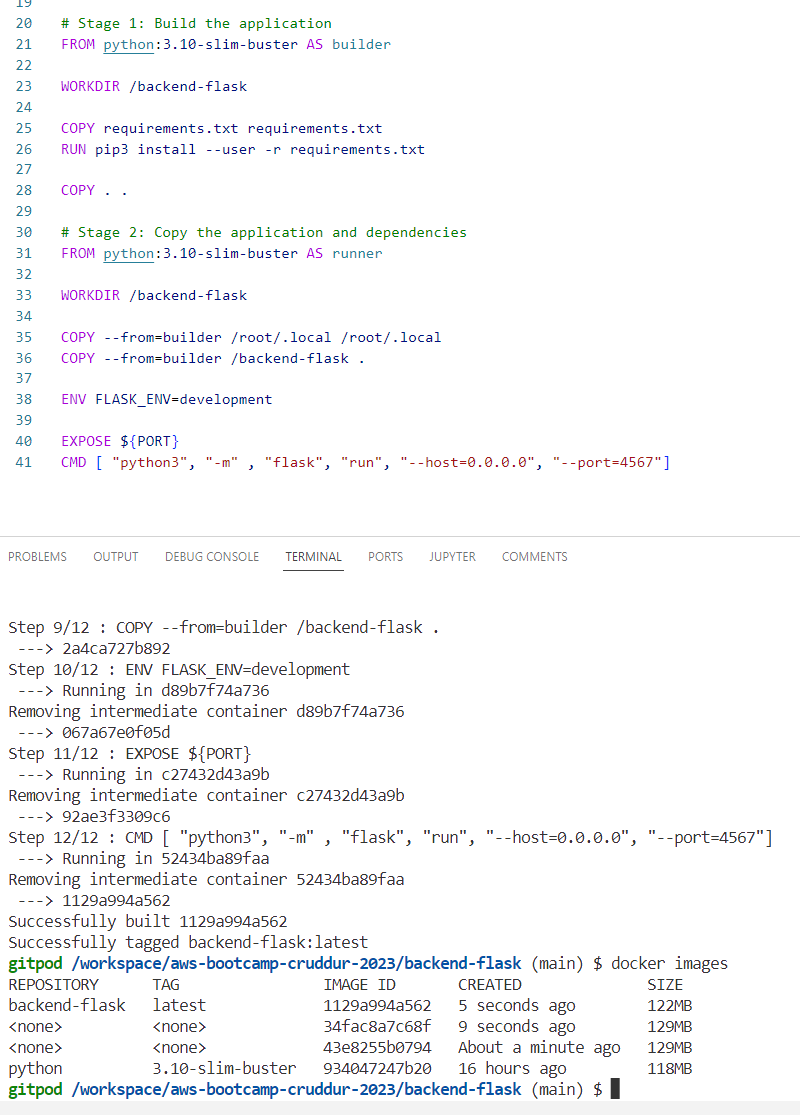 19
20 # Stage 1: Build the application
21 FROM python:3.10-slim-buster AS builder
22
23 WORKDIR /backend-flask
24
25 COPY requirements.txt requirements.txt
26 RUN pip3 install --user -r requirements.txt
27
28 COPY . .
29
30 # Stage 2: Copy the application and dependencies
31 FROM python:3.10-slim-buster AS runner
32
33 WORKDIR /backend-flask
34
35 COPY --from=builder /root/.local /root/.local
36 COPY --from=builder /backend-flask .
37
38 ENV FLASK_ENV=development
39
40 EXPOSE ${PORT}
41 CMD [ "python3", "-m" , "flask", "run", "--host=0.0.0.0", "--port=4567"]
PROBLEMS OUTPUT DEBUG CONSOLE TERMINAL PORTS JUPYTER COMMENTS
Step 9/12 : COPY --from=builder /backend-flask .
 ---> 2a4ca727b892
Step 10/12 : ENV FLASK_ENV=development
 ---> Running in d89b7f74a736
Removing intermediate container d89b7f74a736
 ---> 067a67e0f05d
Step 11/12 : EXPOSE ${PORT}
 ---> Running in c27432d43a9b
Removing intermediate container c27432d43a9b
 ---> 92ae3f3309c6
Step 12/12 : CMD [ "python3", "-m" , "flask", "run", "--host=0.0.0.0", "--port=4567"]
 ---> Running in 52434ba89faa
Removing intermediate container 52434ba89faa
 ---> 1129a994a562
Successfully built 1129a994a562
Successfully tagged backend-flask:latest
gitpod /workspace/aws-bootcamp-cruddur-2023/backend-flask (main) $ docker images
REPOSITORY TAG IMAGE ID CREATED SIZE
backend-flask latest 1129a994a562 5 seconds ago 122MB
<none> <none> 34fac8a7c68f 9 seconds ago 129MB
<none> <none> 43e8255b0794 About a minute ago 129MB
python 3.10-slim-buster 934047247b20 16 hours ago 118MB
gitpod /workspace/aws-bootcamp-cruddur-2023/backend-flask (main) $